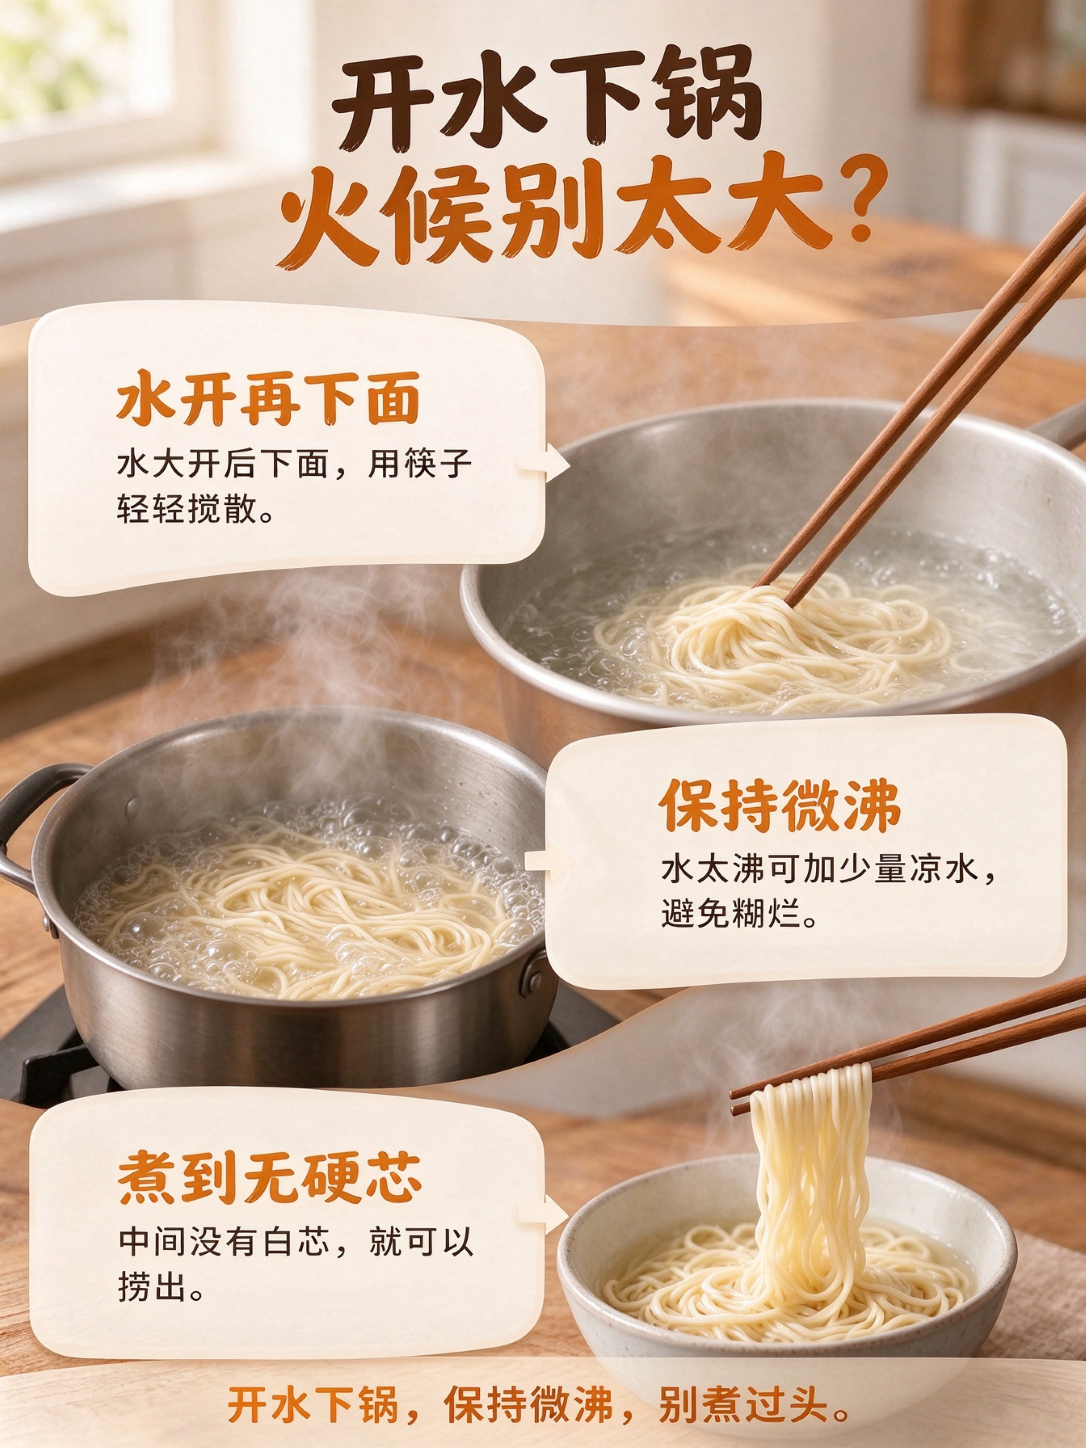 开水下锅
火候别太大？
水开再下面
水大开后下面，用筷子
轻轻搅散。
保持微沸
水太沸可加少量凉水，
避免糊烂。
煮到无硬芯
中间没有白芯，就可以
捞出。
开水下锅，保持微沸，别煮过头。